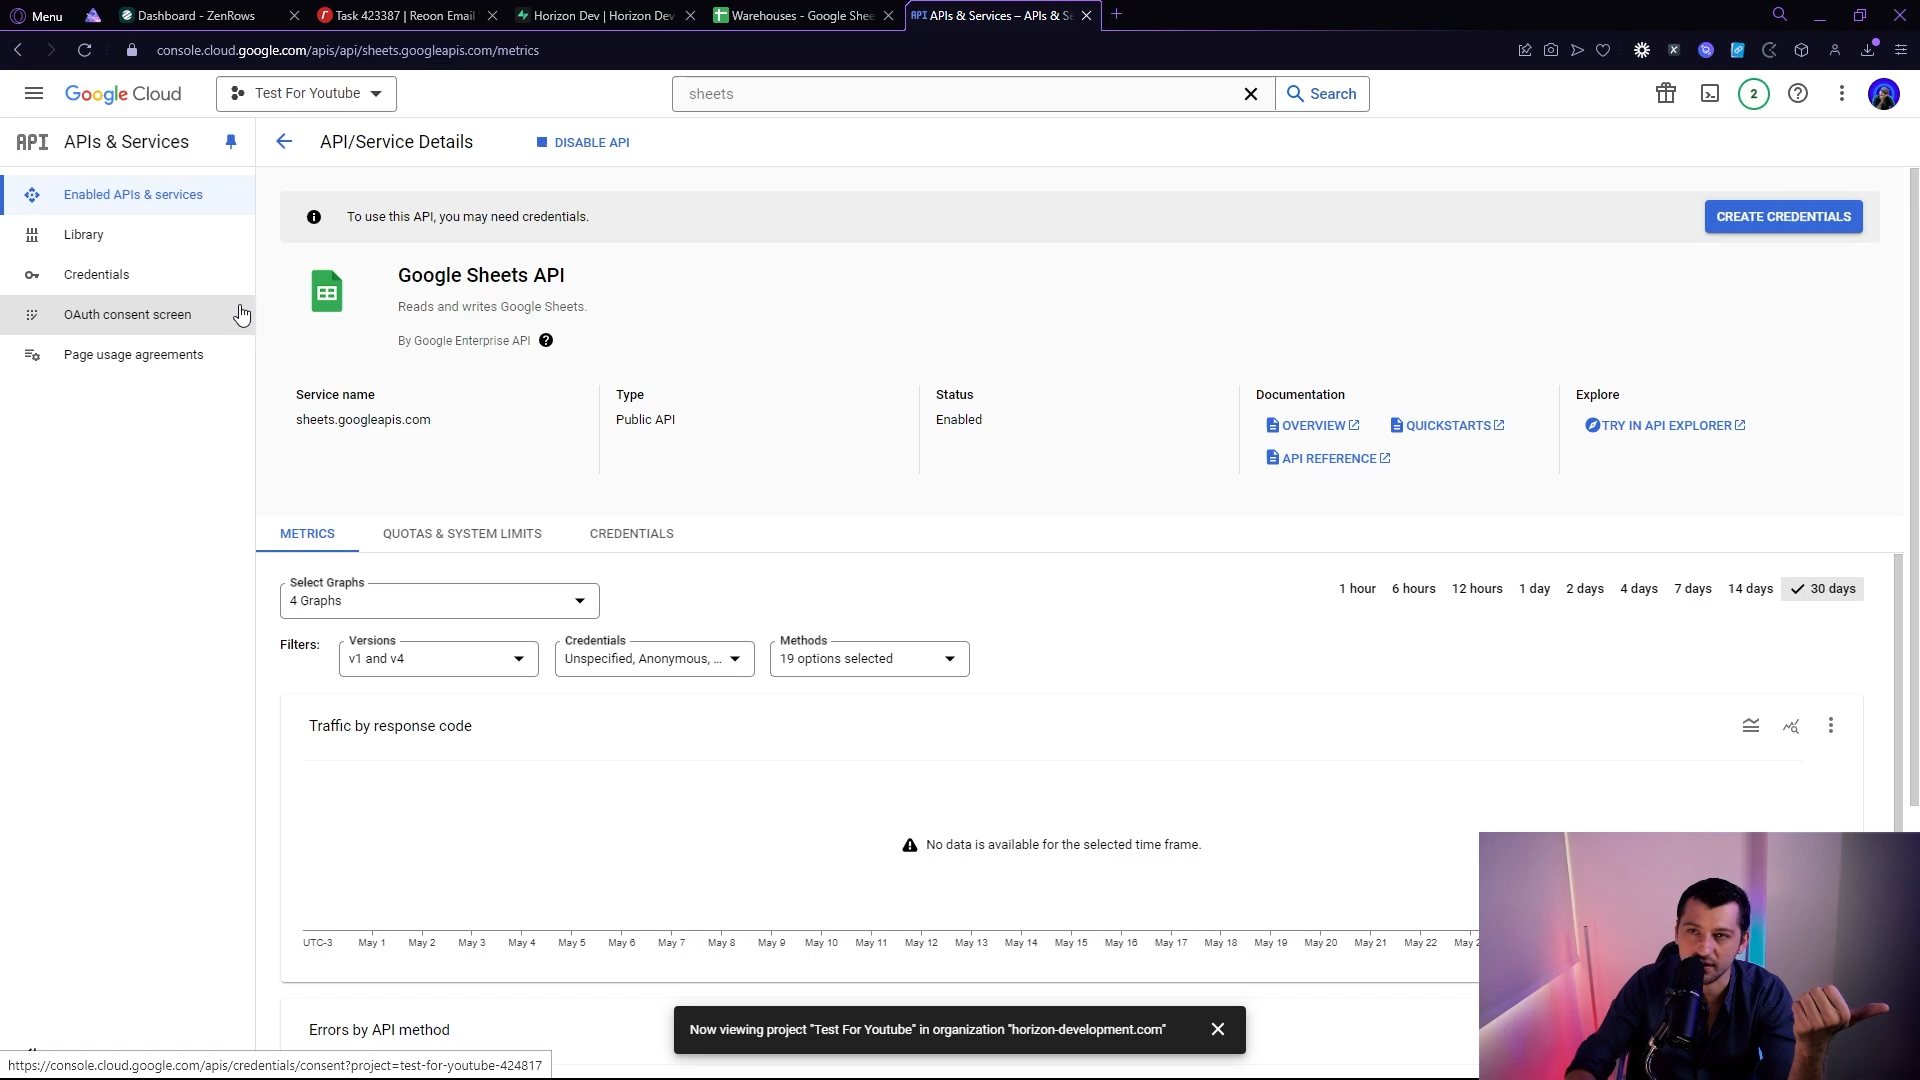 Menu
Dashboard - ZenRows
Task 423387 | Reoon Email
Horizon Dev | Horizon Dev
Warehouses - Google Shee
API APIs & Services – APIs & Se
console.cloud.google.com/apis/api/sheets.googleapis.com/metrics
Google Cloud
Test For Youtube
sheets
Search
2
API APIs & Services
API/Service Details
DISABLE API
Enabled APIs & services
Library
Credentials
OAuth consent screen
Page usage agreements
To use this API, you may need credentials.
CREATE CREDENTIALS
Google Sheets API
Reads and writes Google Sheets.
By Google Enterprise API
Service name
sheets.googleapis.com
Type
Public API
Status
Enabled
Documentation
OVERVIEW
QUICKSTARTS
API REFERENCE
Explore
TRY IN API EXPLORER
METRICS
QUOTAS & SYSTEM LIMITS
CREDENTIALS
Select Graphs
4 Graphs
1 hour
6 hours
12 hours
1 day
2 days
4 days
7 days
14 days
30 days
Filters:
Versions
v1 and v4
Credentials
Unspecified, Anonymous, ...
Methods
19 options selected
Traffic by response code
No data is available for the selected time frame.
UTC-3 May 1 May 2 May 3 May 4 May 5 May 6 May 7 May 8 May 9 May 10 May 11 May 12 May 13 May 14 May 15 May 16 May 17 May 18 May 19 May 20 May 21 May 22 May 2
Errors by API method
Now viewing project "Test For Youtube" in organization "horizon-development.com"
https://console.cloud.google.com/apis/credentials/consent?project=test-for-youtube-424817